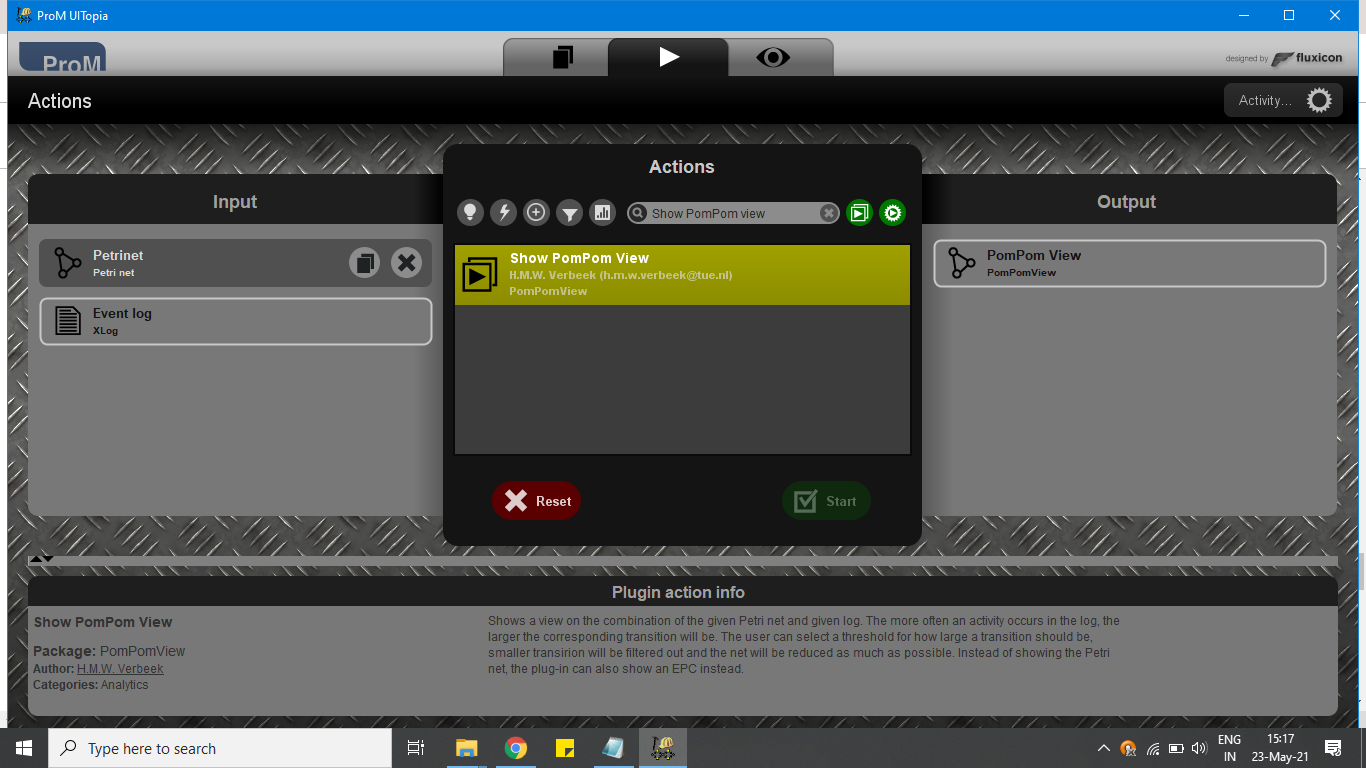 ProM UITopia
ProM
designed by fluxicon
Actions
Activity...
Input
Petrinet
Petri net
Event log
XLog
Actions
Show PomPom view
Show PomPom View
H.M.W. Verbeek (h.m.w.verbeek@tue.nl)
PomPomView
Reset
Start
Output
PomPom View
PomPomView
Plugin action info
Show PomPom View
Package: PomPomView
Author: H.M.W. Verbeek
Categories: Analytics
Shows a view on the combination of the given Petri net and given log. The more often an activity occurs in the log, the
larger the corresponding transition will be. The user can select a threshold for how large a transition should be,
smaller transirion will be filtered out and the net will be reduced as much as possible. Instead of showing the Petri
net, the plug-in can also show an EPC instead.
Type here to search
ENG
IN
15:17
23-May-21